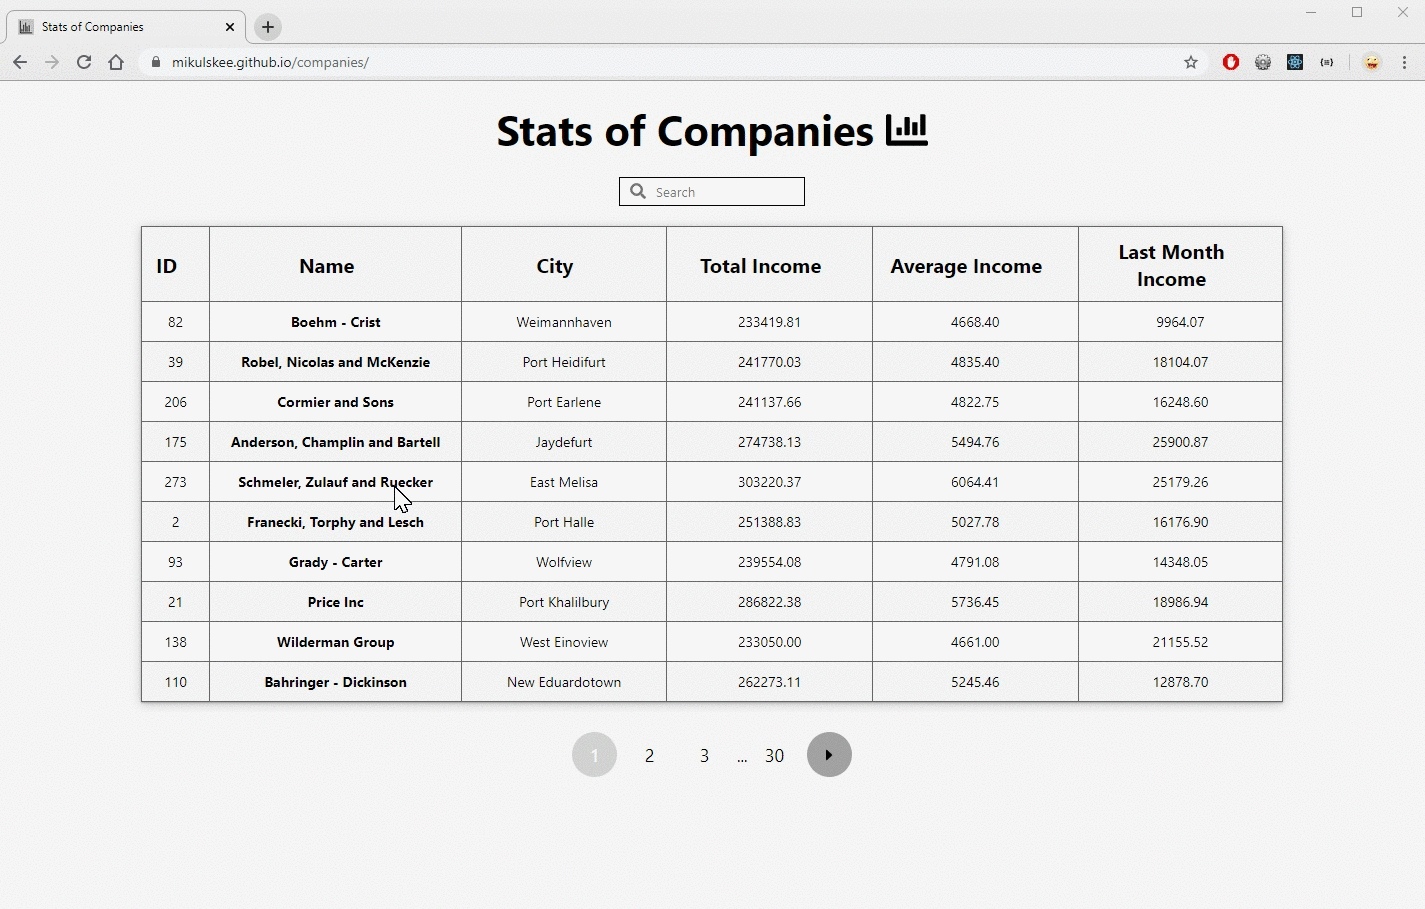 Stats of Companies
mikulskee.github.io/companies/
Stats of Companies
Search
ID Name City Total Income Average Income Last Month Income
82 Boehm - Crist Weimannhaven 233419.81 4668.40 9964.07
39 Robel, Nicolas and McKenzie Port Heidifurt 241770.03 4835.40 18104.07
206 Cormier and Sons Port Earlene 241137.66 4822.75 16248.60
175 Anderson, Champlin and Bartell Jaydefurt 274738.13 5494.76 25900.87
273 Schmeler, Zulauf and Ruecker East Melisa 303220.37 6064.41 25179.26
2 Franecki, Torphy and Lesch Port Halle 251388.83 5027.78 16176.90
93 Grady - Carter Wolfview 239554.08 4791.08 14348.05
21 Price Inc Port Khalilbury 286822.38 5736.45 18986.94
138 Wilderman Group West Einoview 233050.00 4661.00 21155.52
110 Bahringer - Dickinson New Eduardotown 262273.11 5245.46 12878.70
1 2 3 ... 30